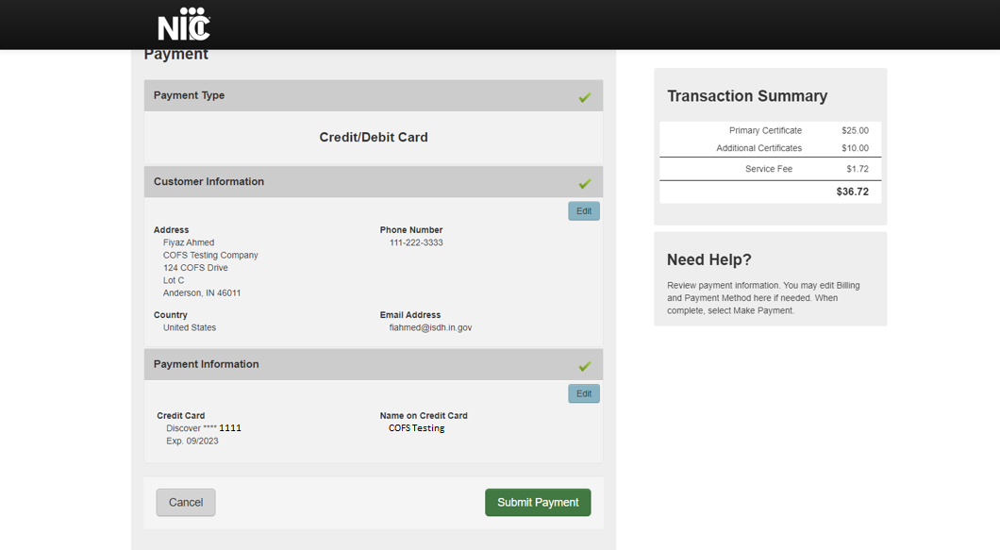 NIC
Payment
Payment Type
Credit/Debit Card
Customer Information
Edit
Address
Fiyaz Ahmed
COFS Testing Company
124 COFS Drive
Lot C
Anderson, IN 46011
Phone Number
111-222-3333
Country
United States
Email Address
fiahmed@isdh.in.gov
Payment Information
Edit
Credit Card
Discover **** 1111
Exp. 09/2023
Name on Credit Card
COFS Testing
Cancel
Submit Payment
Transaction Summary
Primary Certificate $25.00
Additional Certificates $10.00
Service Fee $1.72
$36.72
Need Help?
Review payment information. You may edit Billing
and Payment Method here if needed. When
complete, select Make Payment.